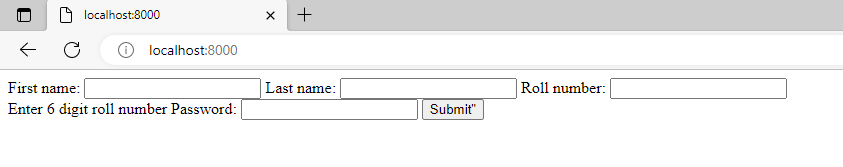 localhost:8000
localhost:8000
First name: Last name: Roll number:
Enter 6 digit roll number Password: Submit"